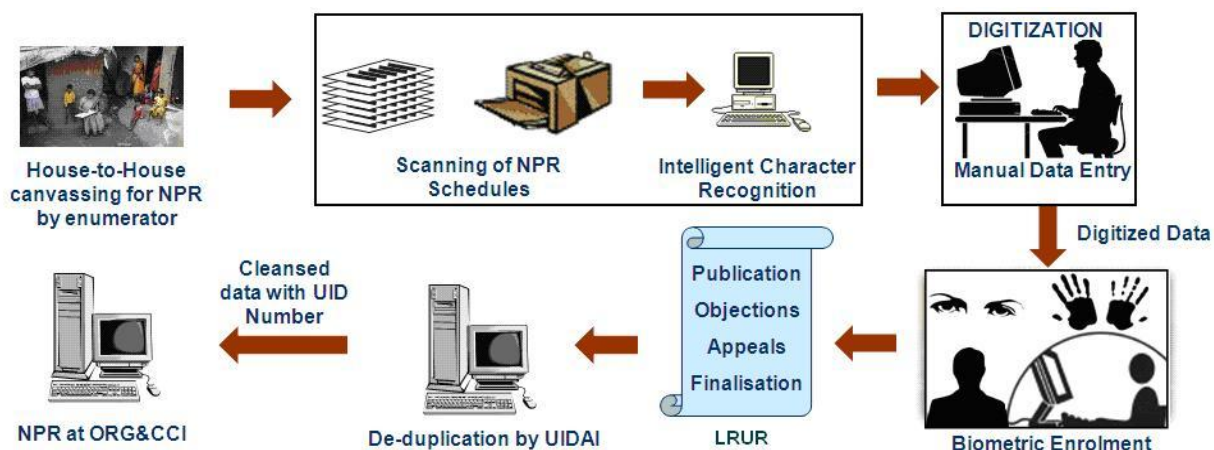 House-to-House
canvassing for NPR
by enumerator
Scanning of NPR
Schedules
Intelligent Character
Recognition
DIGITIZATION
Manual Data Entry
Digitized Data
Biometric Enrolment
Publication
Objections
Appeals
Finalisation
LRUR
De-duplication by UIDAI
Cleansed
data with UID
Number
NPR at ORG&CCI